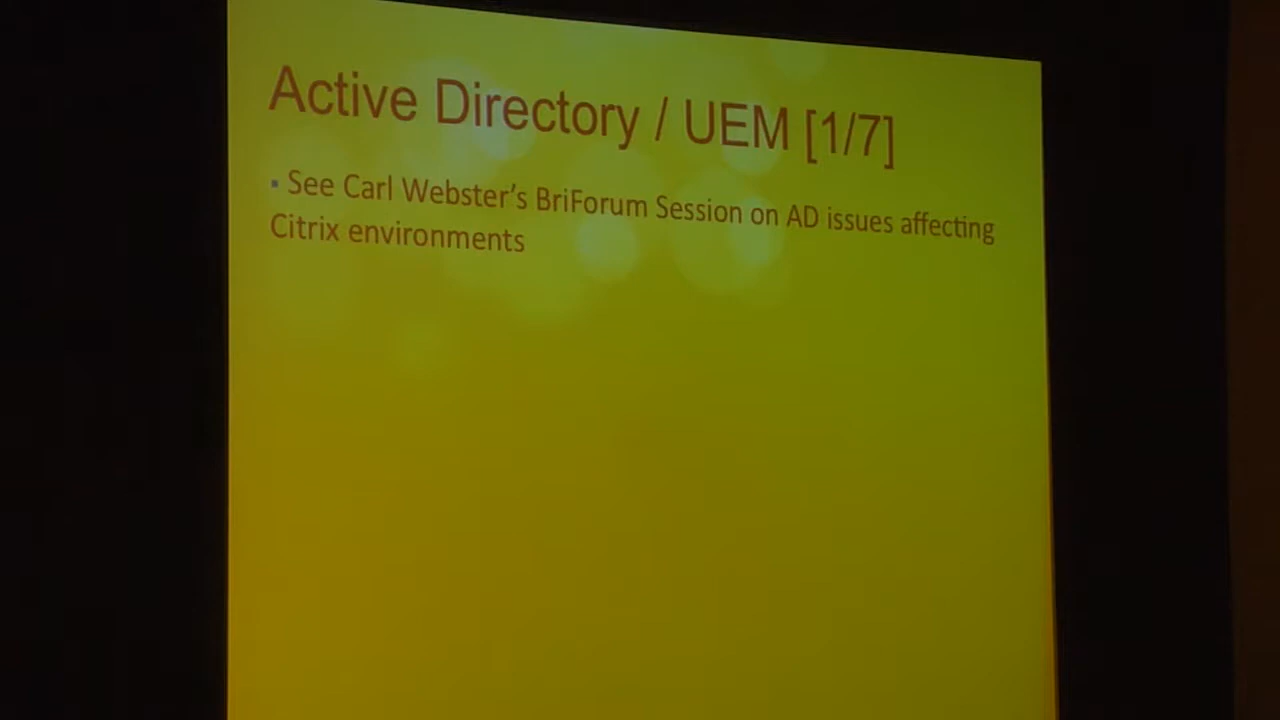 Active Directory / UEM [1/7]
▪ See Carl Webster’s BriForum Session on AD issues affecting
Citrix environments